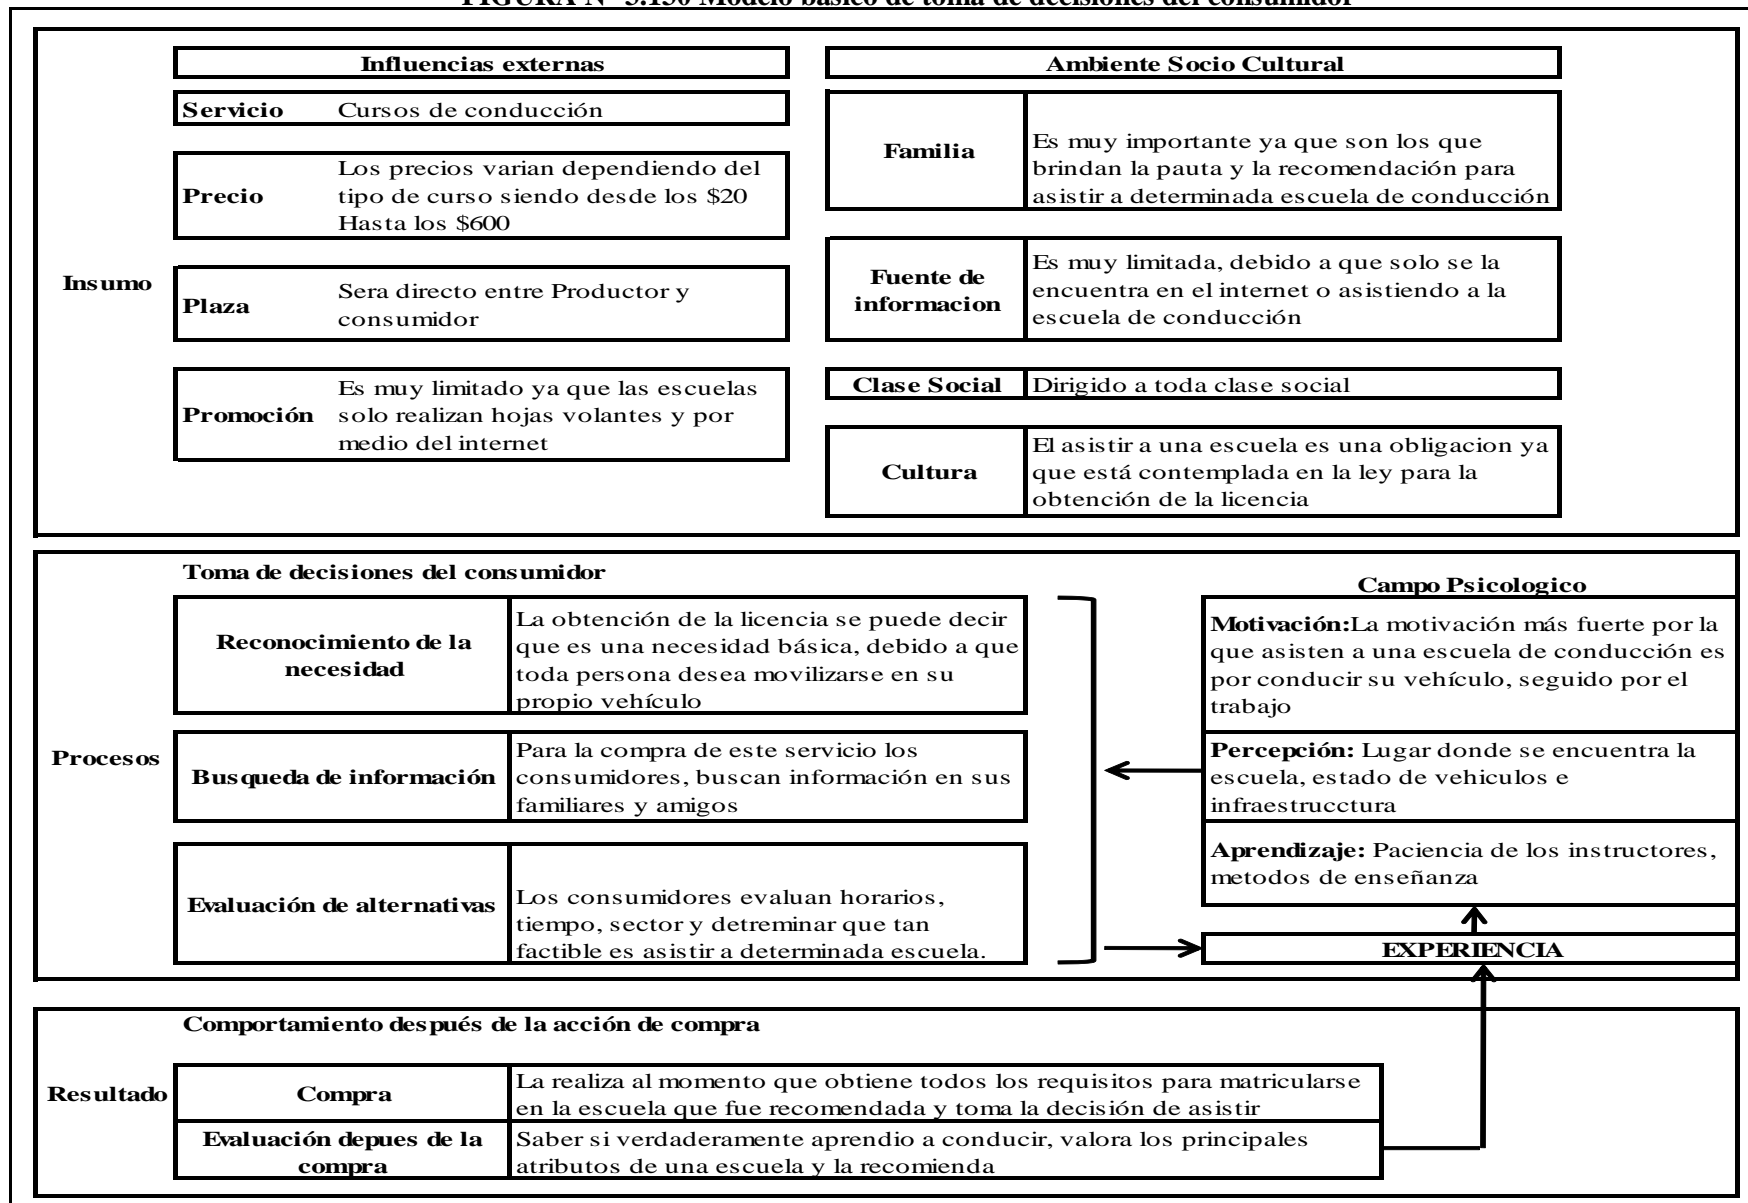 FIGURA N° 3.130 Modelo básico de toma de decisiones del consumidor
Influencias externas
Servicio Cursos de conducción
Precio
Los precios varian dependiendo del
tipo de curso siendo desde los $20
Hasta los $600
Plaza
Sera directo entre Productor y
consumidor
Promoción
Es muy limitado ya que las escuelas
solo realizan hojas volantes y por
medio del internet
Insumo
Ambiente Socio Cultural
Familia
Es muy importante ya que son los que
brindan la pauta y la recomendación para
asistir a determinada escuela de conducción
Fuente de
informacion
Es muy limitada, debido a que solo se la
encuentra en el internet o asistiendo a la
escuela de conducción
Clase Social Dirigido a toda clase social
Cultura
El asistir a una escuela es una obligacion ya
que está contemplada en la ley para la
obtención de la licencia
Procesos
Toma de decisiones del consumidor
Reconocimiento de la
necesidad
La obtención de la licencia se puede decir
que es una necesidad básica, debido a que
toda persona desea movilizarse en su
propio vehículo
Busqueda de información
Para la compra de este servicio los
consumidores, buscan información en sus
familiares y amigos
Evaluación de alternativas
Los consumidores evaluan horarios,
tiempo, sector y detreminar que tan
factible es asistir a determinada escuela.
Campo Psicologico
Motivación:La motivación más fuerte por la
que asisten a una escuela de conducción es
por conducir su vehículo, seguido por el
trabajo
Percepción: Lugar donde se encuentra la
escuela, estado de vehiculos e
infraestrucctura
Aprendizaje: Paciencia de los instructores,
metodos de enseñanza
EXPERIENCIA
Resultado
Comportamiento después de la acción de compra
Compra
La realiza al momento que obtiene todos los requisitos para matricularse
en la escuela que fue recomendada y toma la decisión de asistir
Evaluación depues de la
compra
Saber si verdaderamente aprendio a conducir, valora los principales
atributos de una escuela y la recomienda